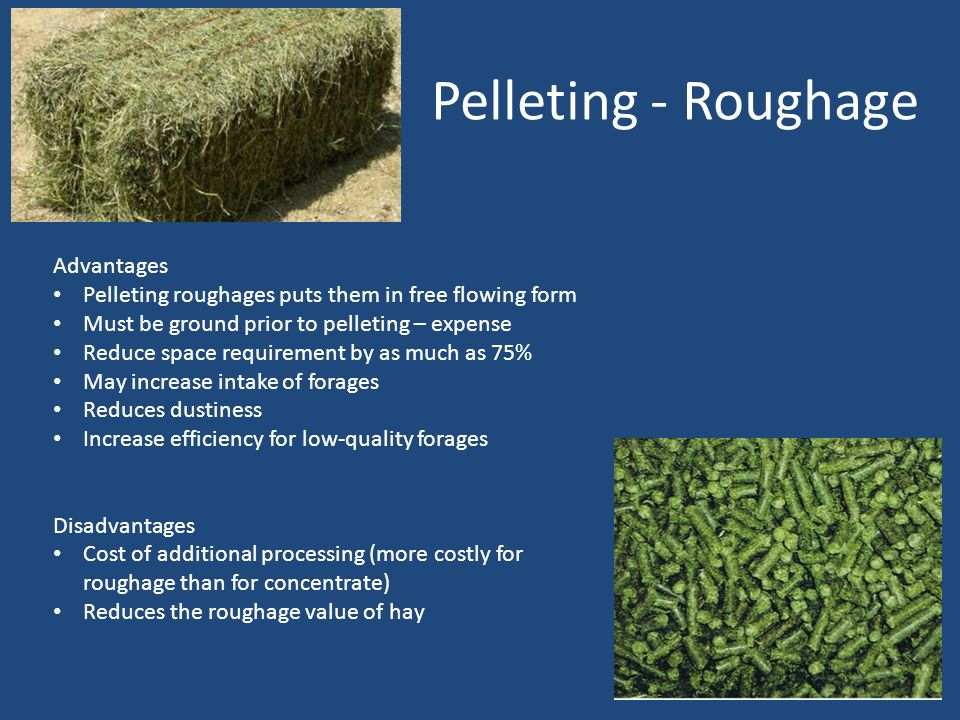 Pelleting - Roughage
Advantages
• Pelleting roughages puts them in free flowing form
• Must be ground prior to pelleting – expense
• Reduce space requirement by as much as 75%
• May increase intake of forages
• Reduces dustiness
• Increase efficiency for low-quality forages
Disadvantages
• Cost of additional processing (more costly for
roughage than for concentrate)
• Reduces the roughage value of hay